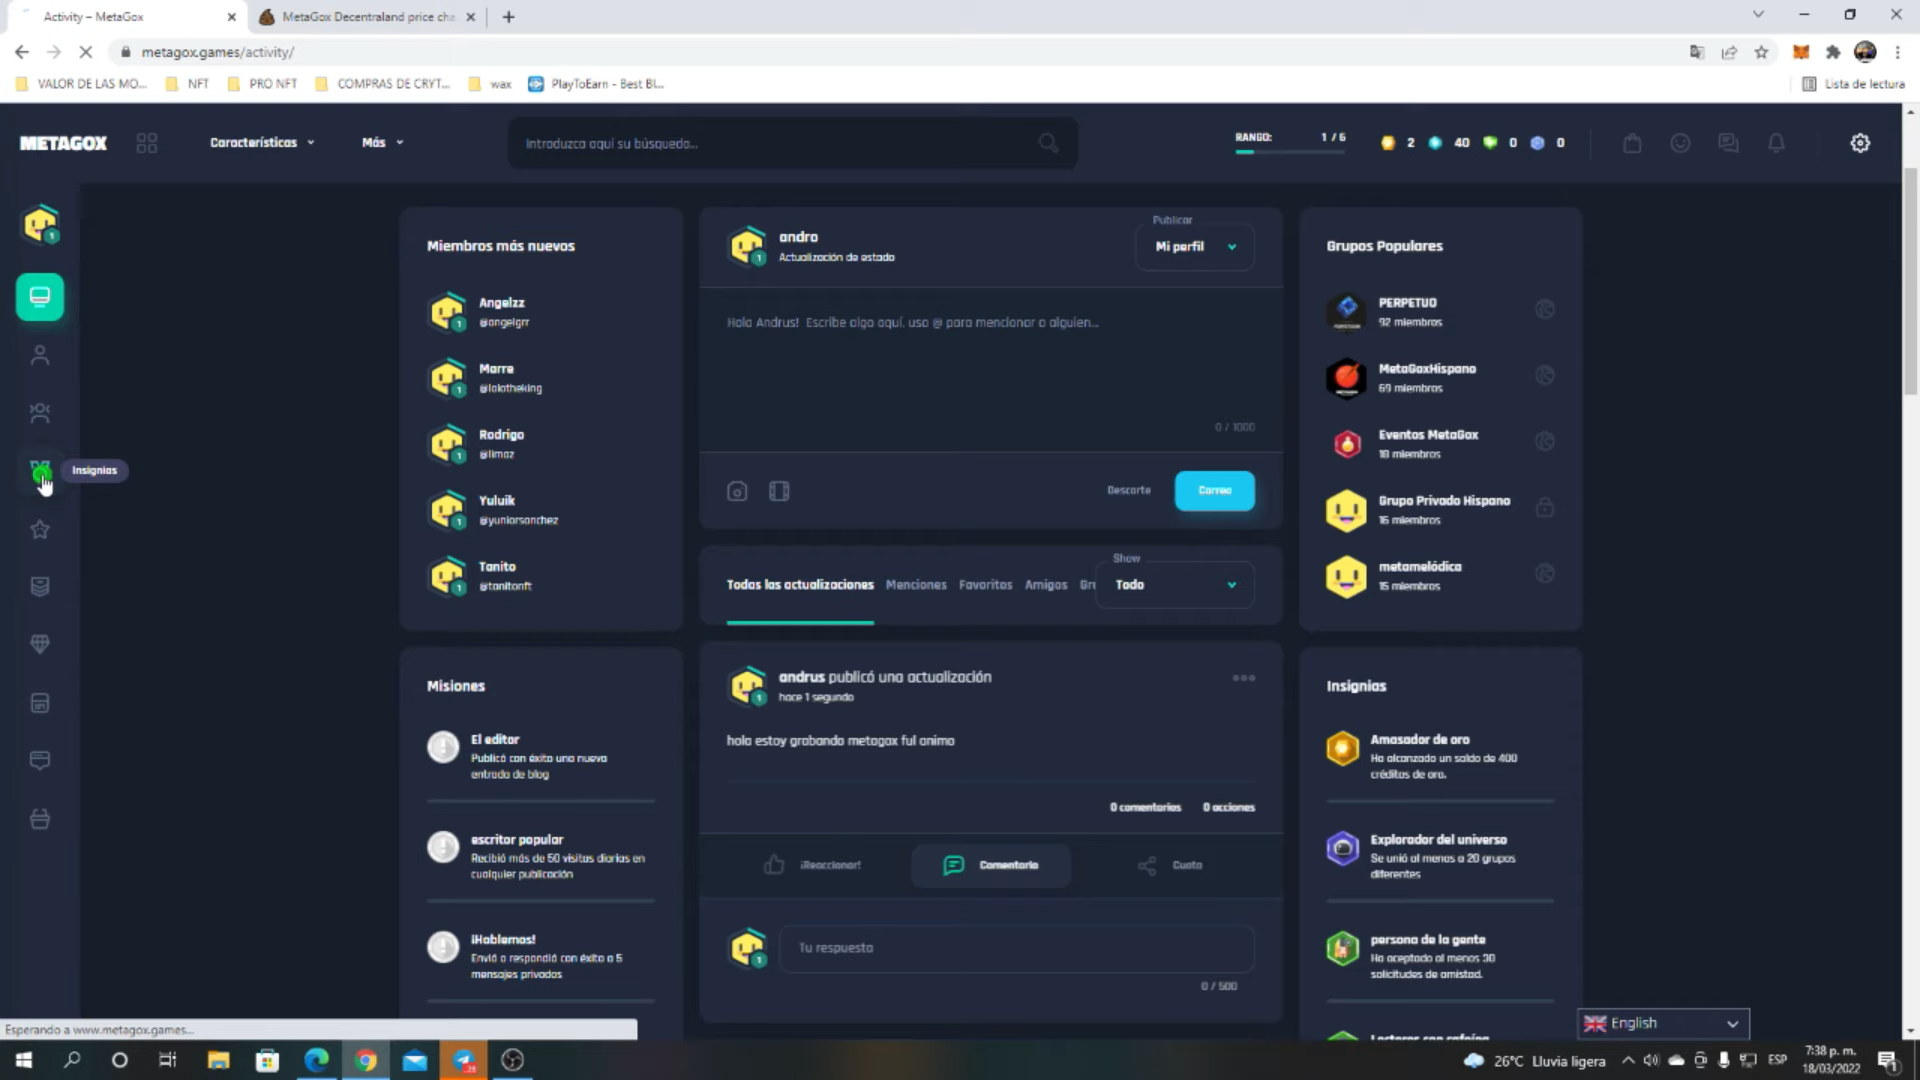 Activity – MetaGox
MetaGox Decentraland price cha
metagox.games/activity/
VALOR DE LAS MO...
NFT
PRO NFT
COMPRAS DE CRYT...
wax
PlayToEarn - Best Bl...
Lista de lectura
METAGOX
Características
Más
Introduzca aquí su búsqueda...
RANGO:
1 / 6
2
40
0
0
Insignias
Miembros más nuevos
Angelzz
@angelgrr
Marre
@lolotheking
Rodrigo
@limoz
Yuluik
@yuniorsanchez
Tanito
@tanitonft
andro
Actualización de estado
Publicar
Mi perfil
Hola Andrus! Escribe algo aquí, usa @ para mencionar a alguien...
0 / 1000
Descarte
Correo
Todas las actualizaciones
Menciones
Favoritos
Amigos
Gru
Show
Todo
andrus publicó una actualización
hace 1 segundo
hola estoy grabando metagox ful anima
0 comentarios
0 acciones
¡Reaccionar!
Comentario
Cuota
Tu respuesta
0 / 500
Grupos Populares
PERPETUO
92 miembros
MetaGoxHispano
69 miembros
Eventos MetaGox
18 miembros
Grupo Privado Hispano
16 miembros
metamelódica
15 miembros
Misiones
El editor
Publicó con éxito una nueva
entrada de blog
escritor popular
Recibió más de 50 visitas diarias en
cualquier publicación
¡Hablemos!
Envió o respondió con éxito a 5
mensajes privados
Insignias
Amasador de oro
Ha alcanzado un saldo de 400
créditos de oro.
Explorador del universo
Se unió al menos a 20 grupos
diferentes
persona de la gente
Ha aceptado al menos 30
solicitudes de amistad.
Esperando a www.metagox.games...
English
26°C Lluvia ligera
ESP
7:38 p. m.
18/03/2022